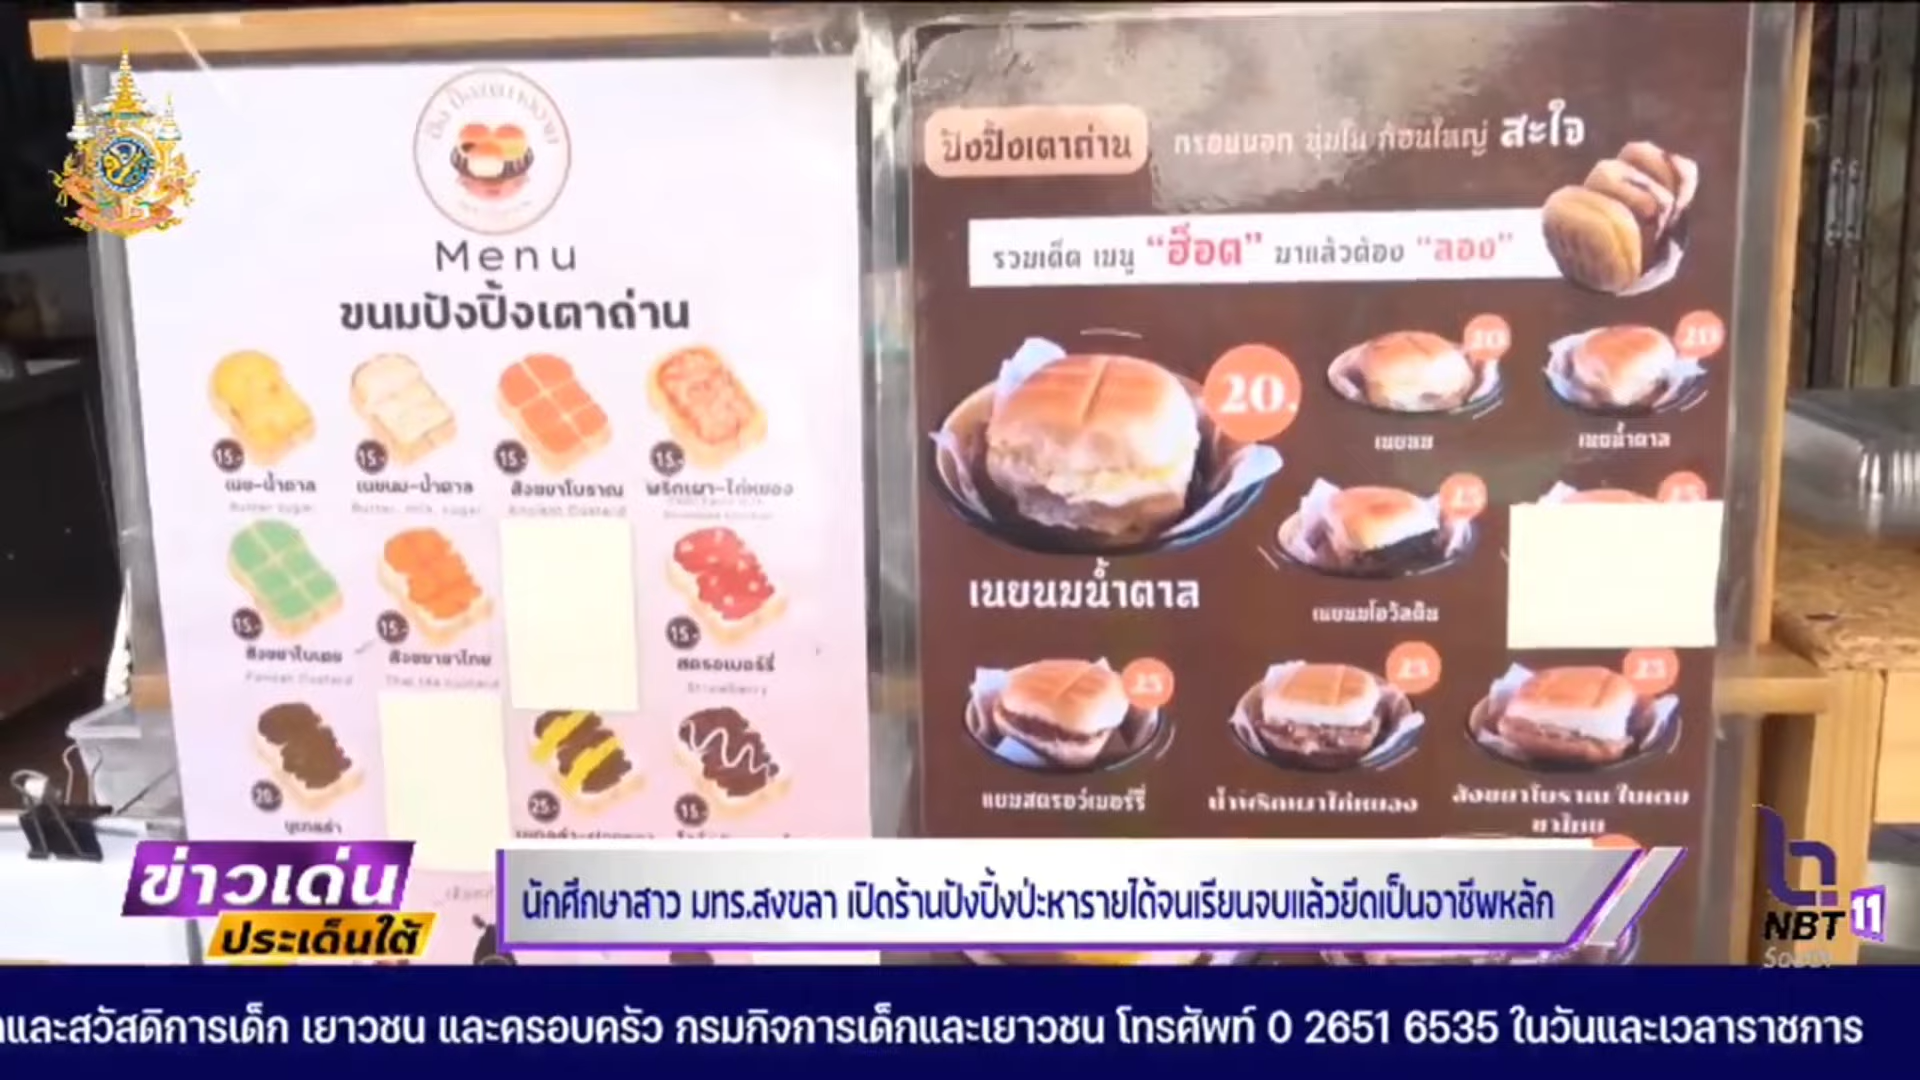 Menu
ขนมปังปิ้งเตาถ่าน
15.- 15.- 15.- 15.-
เนย-น้ำตาล เนยนม-น้ำตาล สังขยาโบราณ พริกเผา-ไก่หยอง
Butter sugar Butter, milk, sugar Ancient Custard
15.- 15.- 15.-
สังขยาใบเตย สังขยาชาไทย สตรอเบอร์รี่
Pandan Custard Thai tea custard Strawberry
20.- 25.- 15.-
นูเทลล่า
ปังปิ้งเตาถ่าน กรอบนอก นุ่มใน ก้อนใหญ่ สะใจ
รวมเด็ด เมนู "ฮ็อต" มาแล้วต้อง "ลอง"
20. 20 20
เนยนม เนยน้ำตาล
25 25
เนยนมน้ำตาล เนยนมโอวัลติน
25 25 25
แยมสตรอว์เบอร์รี่ น้ำพริกเผาไก่หยอง สังขยาโบราณ/ใบเตย
ชาไทย
ข่าวเด่น
ประเด็นใต้
นักศึกษาสาว มทร.สงขลา เปิดร้านปังปิ้งป่ะหารายได้จนเรียนจบแล้วยึดเป็นอาชีพหลัก
NBT 11
South
และสวัสดิการเด็ก เยาวชน และครอบครัว กรมกิจการเด็กและเยาวชน โทรศัพท์ 0 2651 6535 ในวันและเวลาราชการ